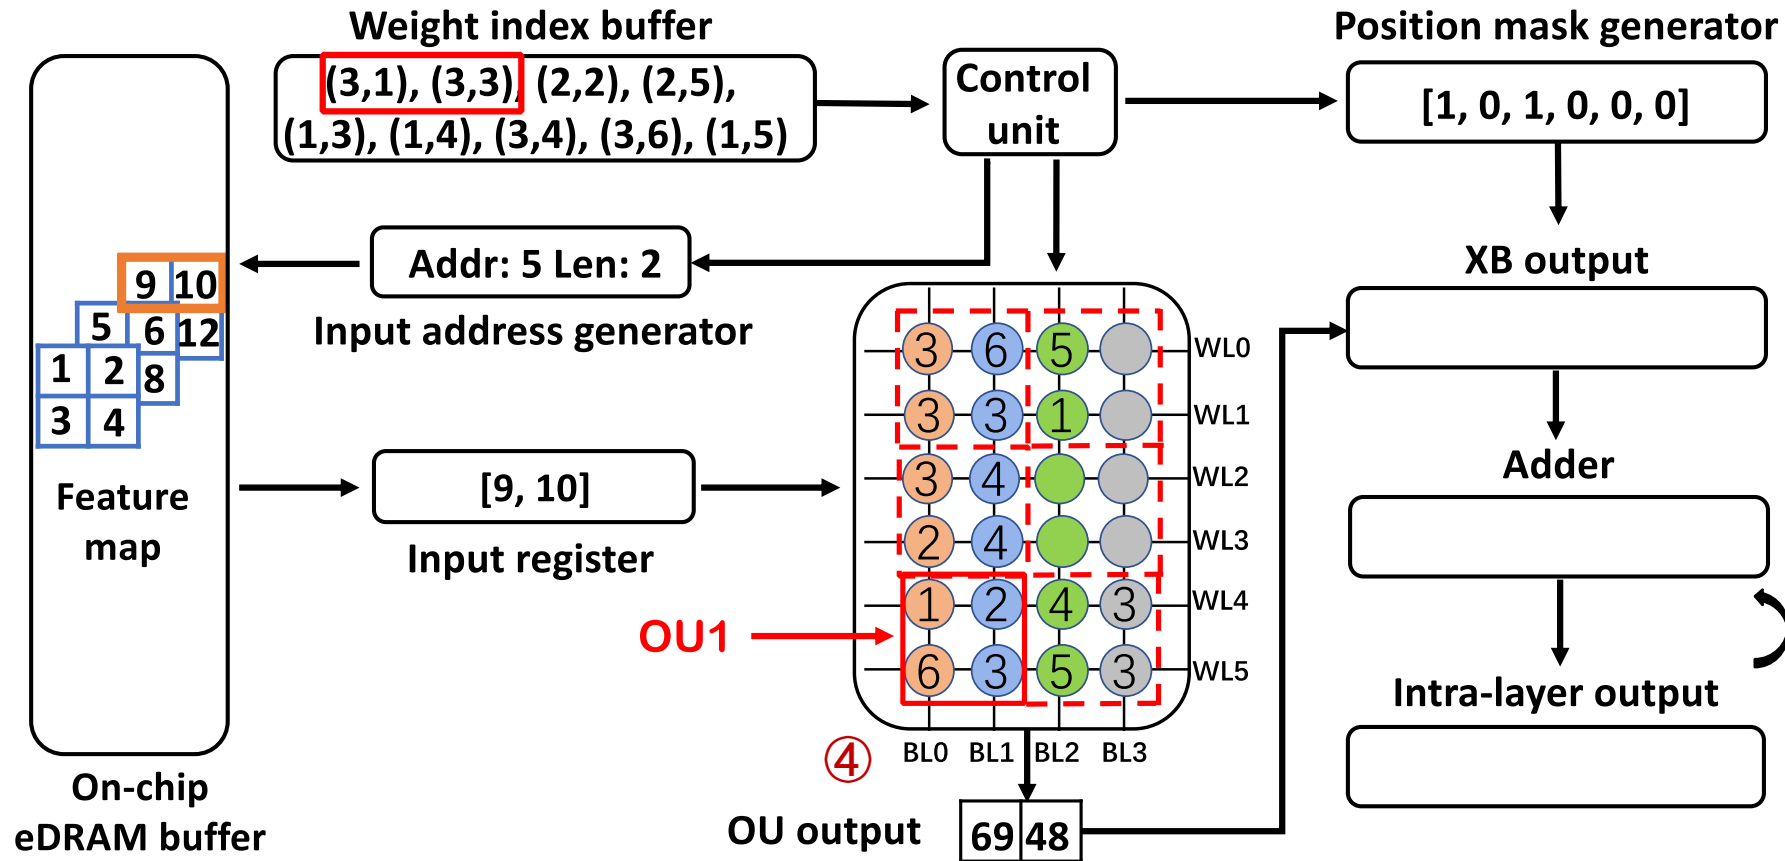 Weight index buffer
(3,1), (3,3), (2,2), (2,5),
(1,3), (1,4), (3,4), (3,6), (1,5)
Control
unit
Position mask generator
[1, 0, 1, 0, 0, 0]
Addr: 5 Len: 2
Input address generator
9 10
5 6 12
1 2 8
3 4
Feature
map
On-chip
eDRAM buffer
[9, 10]
Input register
OU1
3 6 5 WL0
3 3 1 WL1
3 4 WL2
2 4 WL3
1 2 4 3 WL4
6 3 5 3 WL5
④ BL0 BL1 BL2 BL3
OU output 69 48
XB output
Adder
Intra-layer output